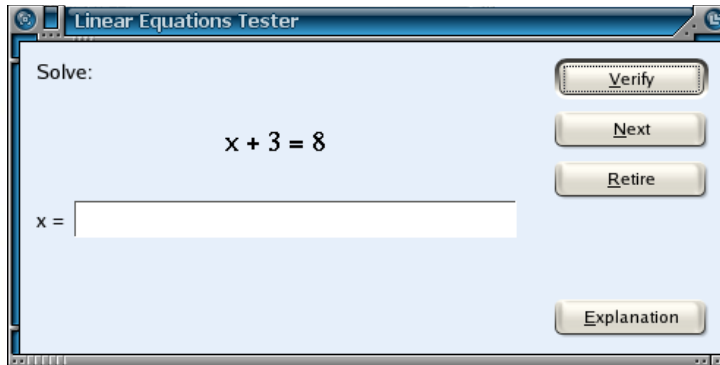 Linear Equations Tester
Solve:
Verify
x + 3 = 8
Next
Retire
x =
Explanation